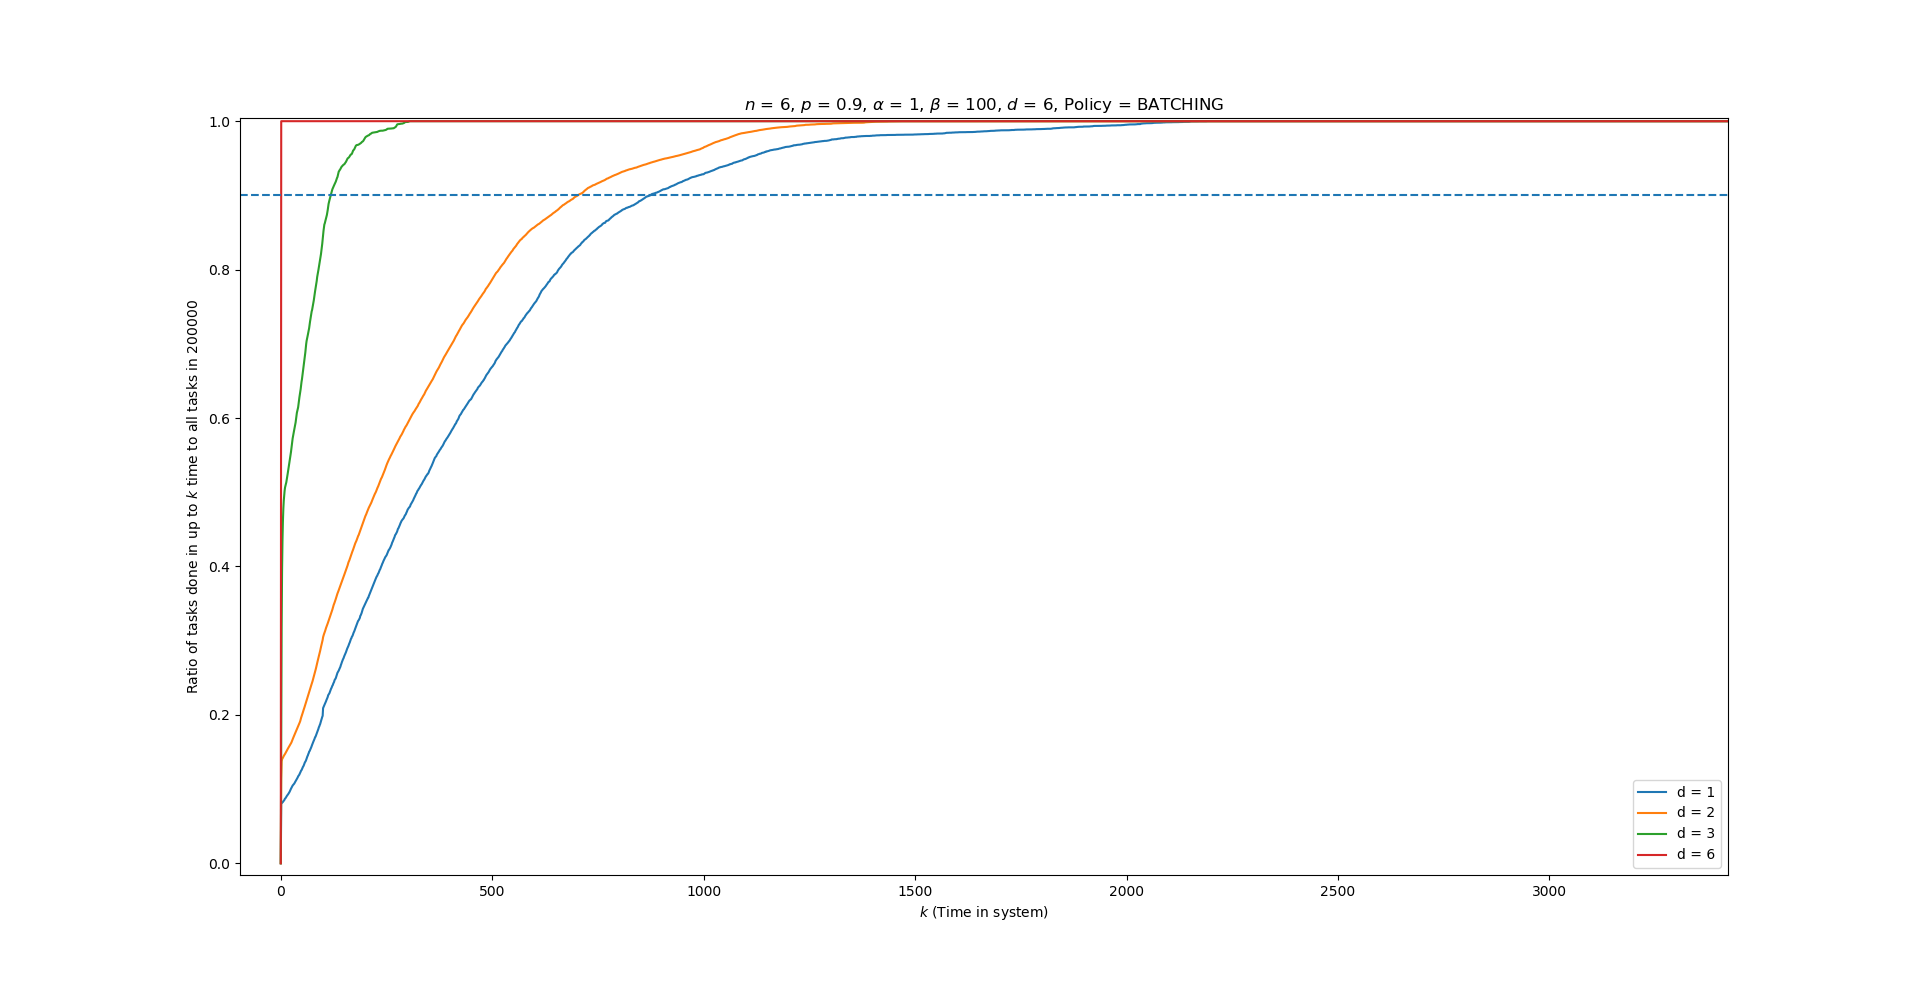 n = 6, p = 0.9, α = 1, β = 100, d = 6, Policy = BATCHING
Ratio of tasks done in up to k time to all tasks in 200000
1.0
0.8
0.6
0.4
0.2
0.0
0
500
1000
1500
2000
2500
3000
k (Time in system)
d = 1
d = 2
d = 3
d = 6